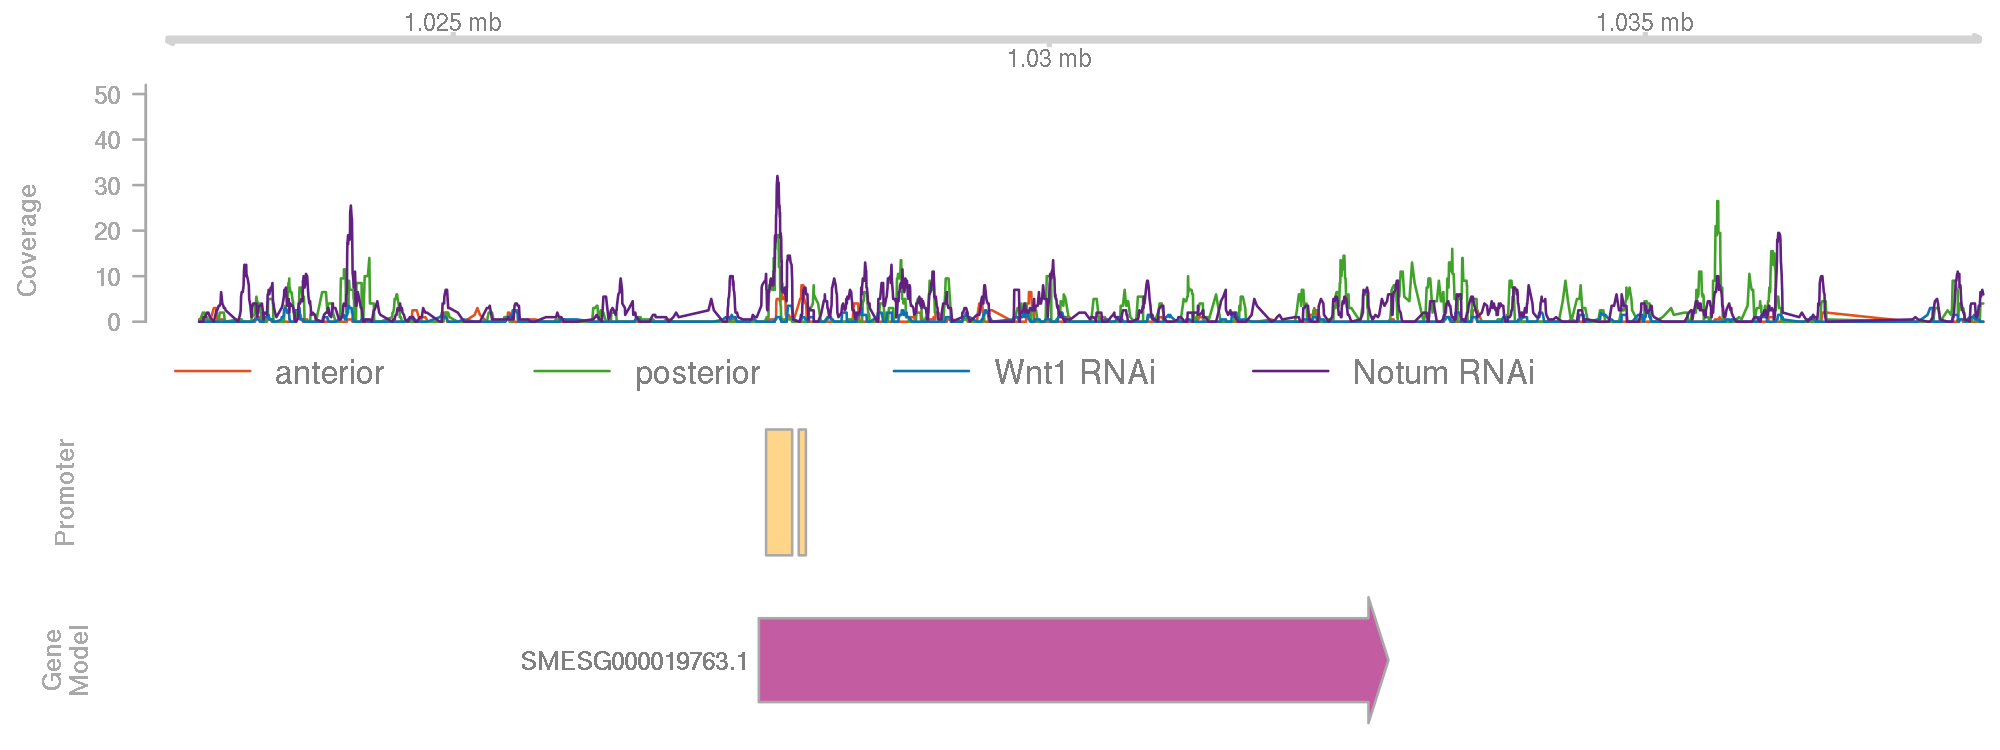 1.025 mb
1.035 mb
1.03 mb
50
40
30
20
10
0
Coverage
anterior posterior Wnt1 RNAi Notum RNAi
Promoter
SMESG000019763.1
Gene
Model